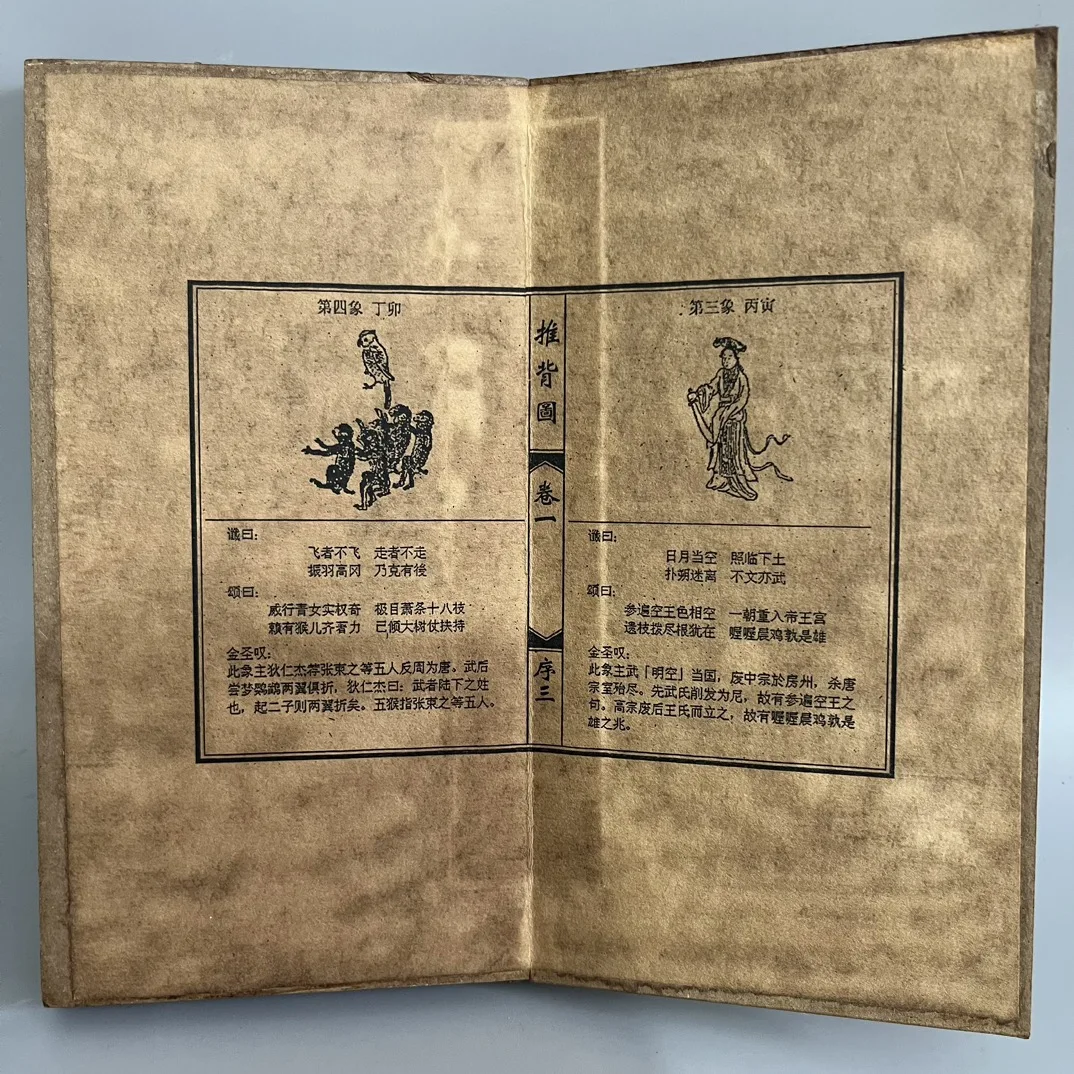 第三象 丙寅
谶曰:
日月当空 照临下土
扑朔迷离 不文亦武
颂曰:
参遍空王色相空 一朝重入帝王宫
遗枝拨尽根犹在 喔喔晨鸡孰是雄
金圣叹:
此象主武「明空」当国,废中宗於房州,杀唐
宗室殆尽。先武氏削发为尼,故有参遍空王之
句。高宗废后王氏而立之,故有喔喔晨鸡孰是
雄之兆。
推背圖
卷一
序三
第四象 丁卯
谶曰:
飞者不飞 走者不走
振羽高冈 乃克有後
颂曰:
威行青女实权奇 极目萧条十八枝
赖有猴儿齐著力 已倾大树仗扶持
金圣叹:
此象主狄仁杰荐张柬之等五人反周为唐。武后
尝梦鹦鹉两翼俱折,狄仁杰曰:武者陆下之姓
也,起二子则两翼折矣。五猴指张柬之等五人。